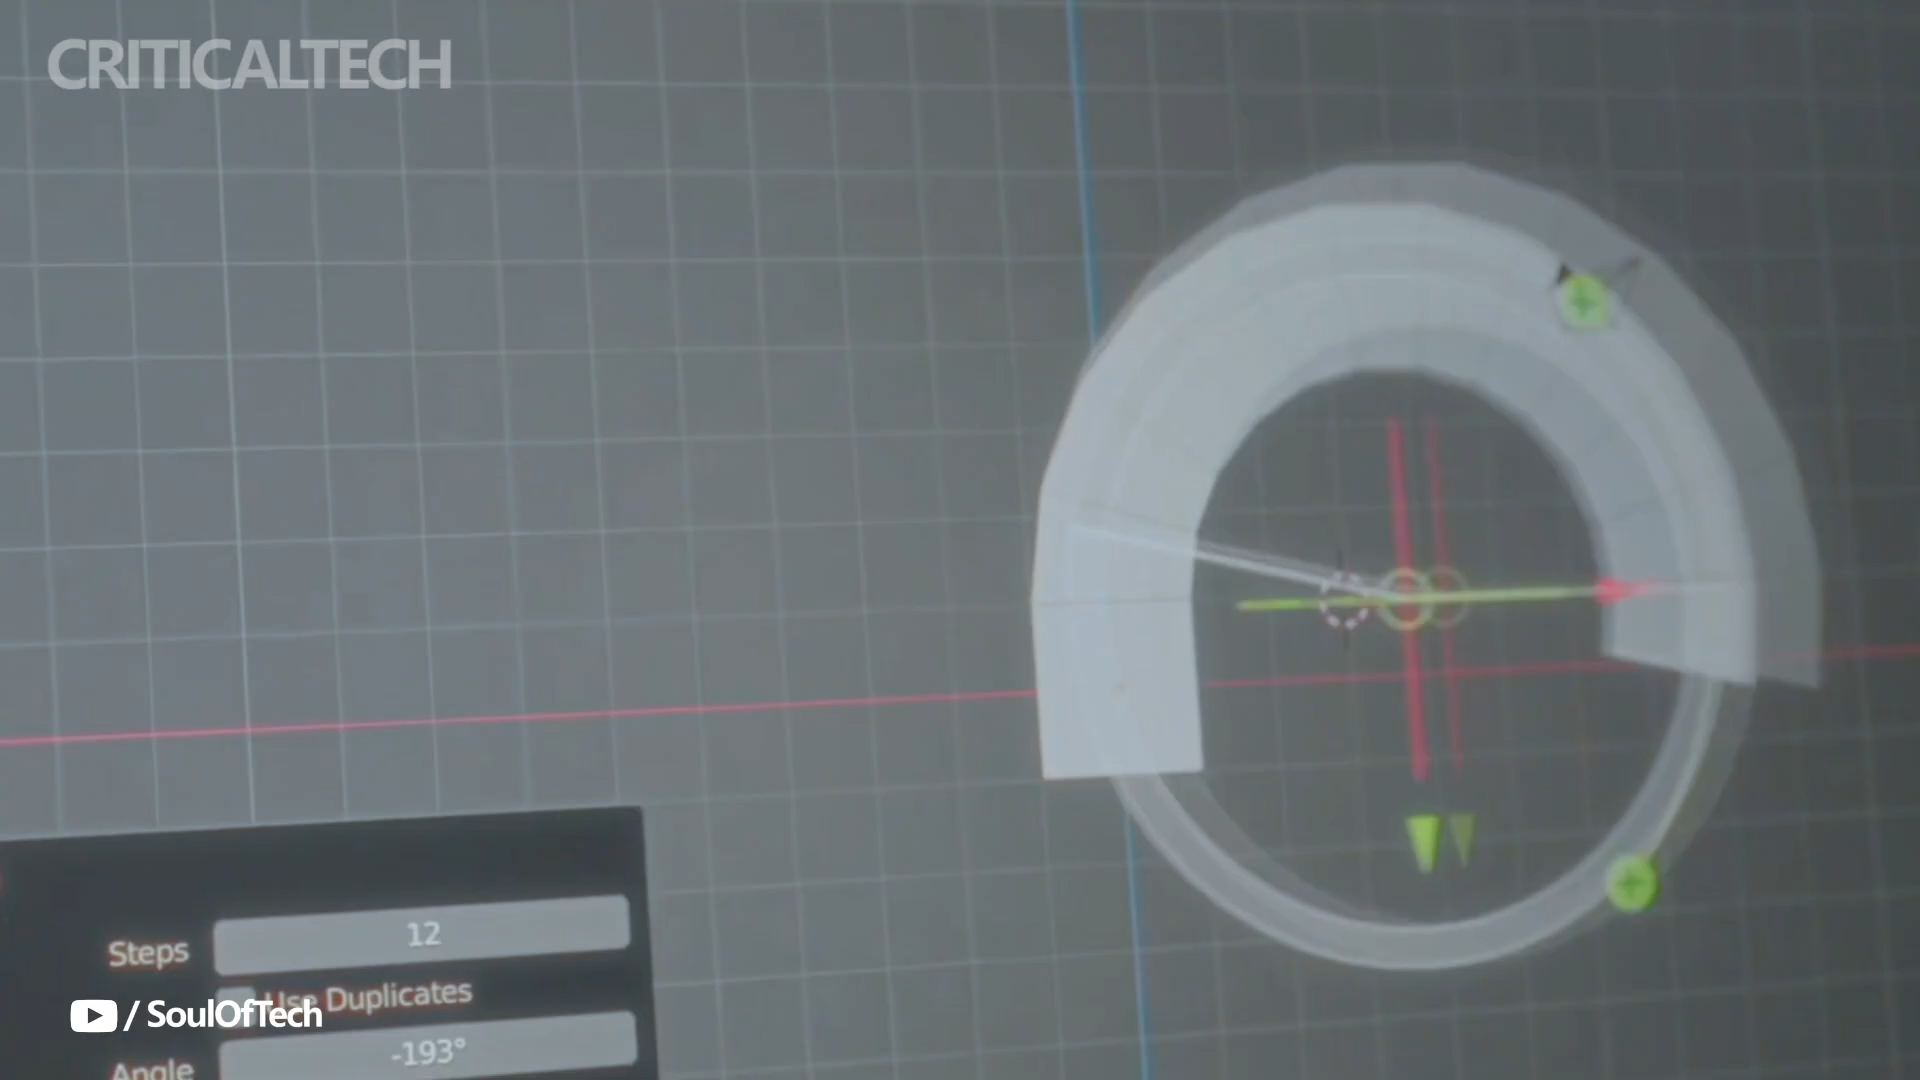 CRITICALTECH
Steps 12
Use Duplicates
/ SoulOfTech
Angle -193°